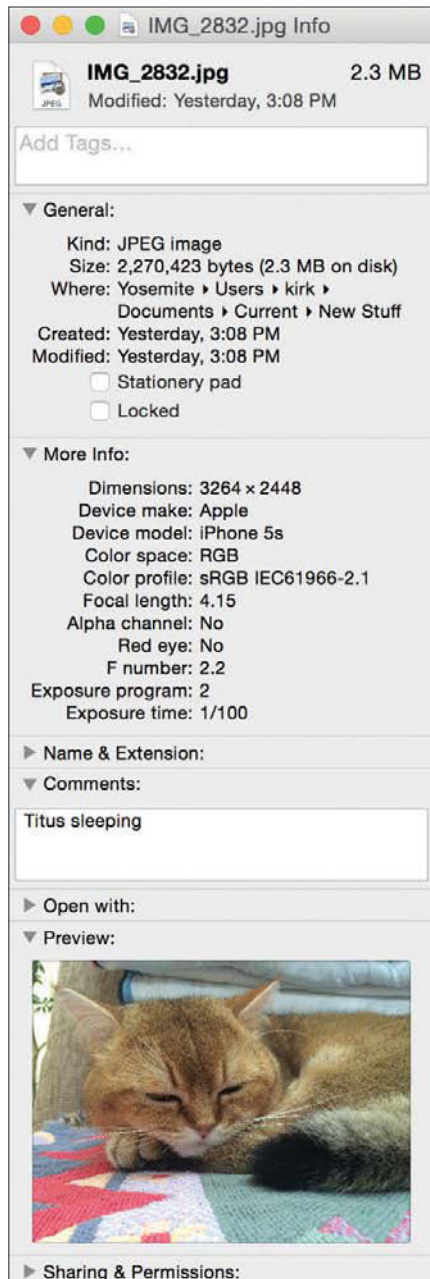 IMG_2832.jpg Info
IMG_2832.jpg 2.3 MB
Modified: Yesterday, 3:08 PM
JPEG
Add Tags...
General:
Kind: JPEG image
Size: 2,270,423 bytes (2.3 MB on disk)
Where: Yosemite ▸ Users ▸ kirk ▸
Documents ▸ Current ▸ New Stuff
Created: Yesterday, 3:08 PM
Modified: Yesterday, 3:08 PM
Stationery pad
Locked
More Info:
Dimensions: 3264 × 2448
Device make: Apple
Device model: iPhone 5s
Color space: RGB
Color profile: sRGB IEC61966-2.1
Focal length: 4.15
Alpha channel: No
Red eye: No
F number: 2.2
Exposure program: 2
Exposure time: 1/100
Name & Extension:
Comments:
Titus sleeping
Open with:
Preview:
Sharing & Permissions: